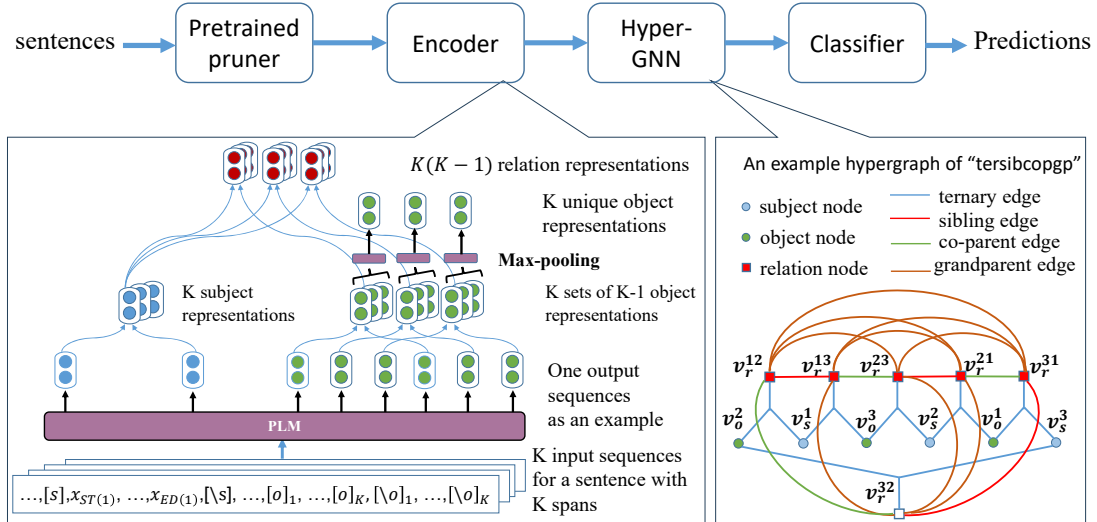 sentences
Pretrained
pruner
Encoder
Hyper-
GNN
Classifier
Predictions
K(K − 1) relation representations
K unique object
representations
Max-pooling
K subject
representations
K sets of K-1 object
representations
One output
sequences
as an example
PLM
K input sequences
for a sentence with
K spans
…,[s],x_{ST(1)}, …,x_{ED(1)},[\s], …,[o]_1, …,[o]_K,[\o]_1, …,[\o]_K
An example hypergraph of “tersibcopgp”
subject node
object node
relation node
ternary edge
sibling edge
co-parent edge
grandparent edge
v_r^{12} v_r^{13} v_r^{23} v_r^{21} v_r^{31}
v_o^2 v_s^1 v_o^3 v_s^2 v_o^1 v_s^3
v_r^{32}